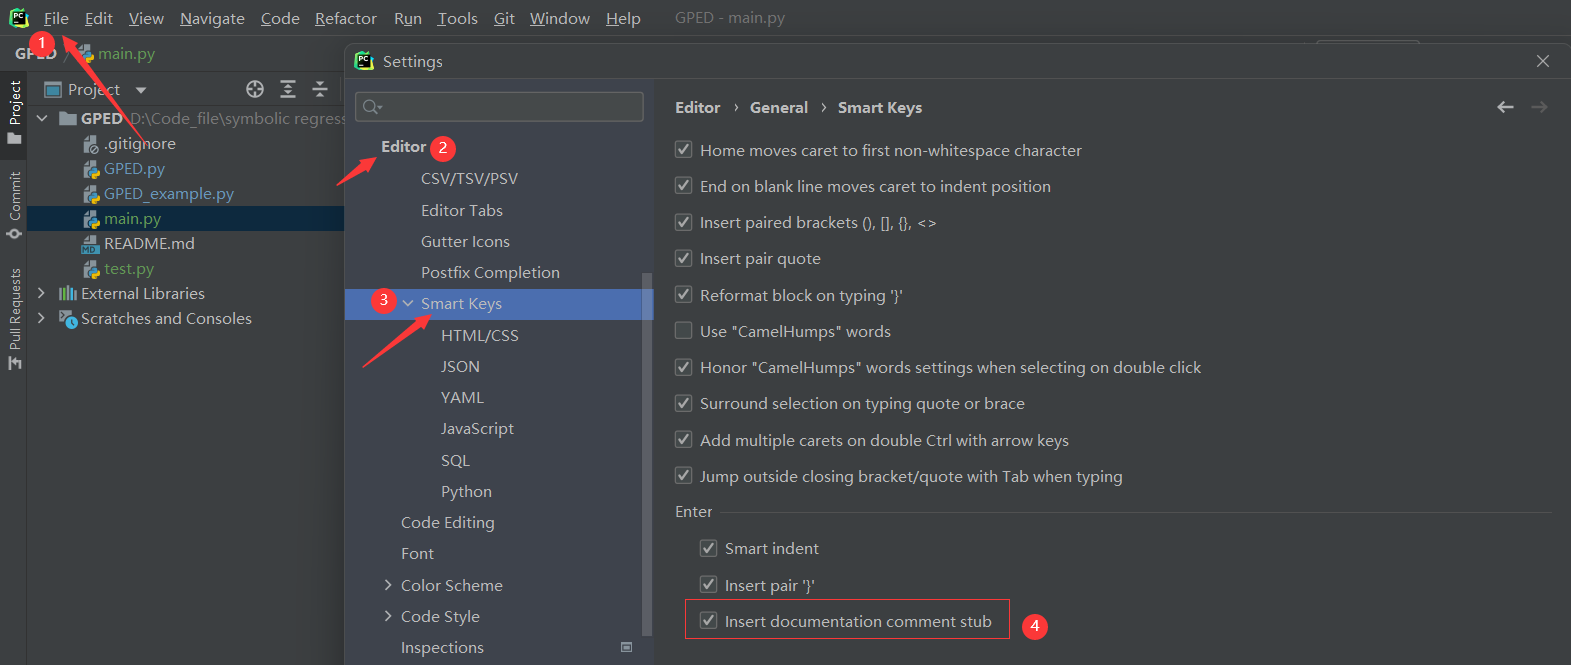 File Edit View Navigate Code Refactor Run Tools Git Window Help GPED - main.py
1
GPED main.py
Settings
Project
Project
Commit
Pull Requests
GPED D:\Code_file\symbolic regress
.gitignore
GPED.py
GPED_example.py
main.py
README.md
test.py
External Libraries
Scratches and Consoles
Editor 2
CSV/TSV/PSV
Editor Tabs
Gutter Icons
Postfix Completion
3 Smart Keys
HTML/CSS
JSON
YAML
JavaScript
SQL
Python
Code Editing
Font
Color Scheme
Code Style
Inspections
Editor › General › Smart Keys
Home moves caret to first non-whitespace character
End on blank line moves caret to indent position
Insert paired brackets (), [], {}, <>
Insert pair quote
Reformat block on typing '}'
Use "CamelHumps" words
Honor "CamelHumps" words settings when selecting on double click
Surround selection on typing quote or brace
Add multiple carets on double Ctrl with arrow keys
Jump outside closing bracket/quote with Tab when typing
Enter
Smart indent
Insert pair '}'
Insert documentation comment stub 4